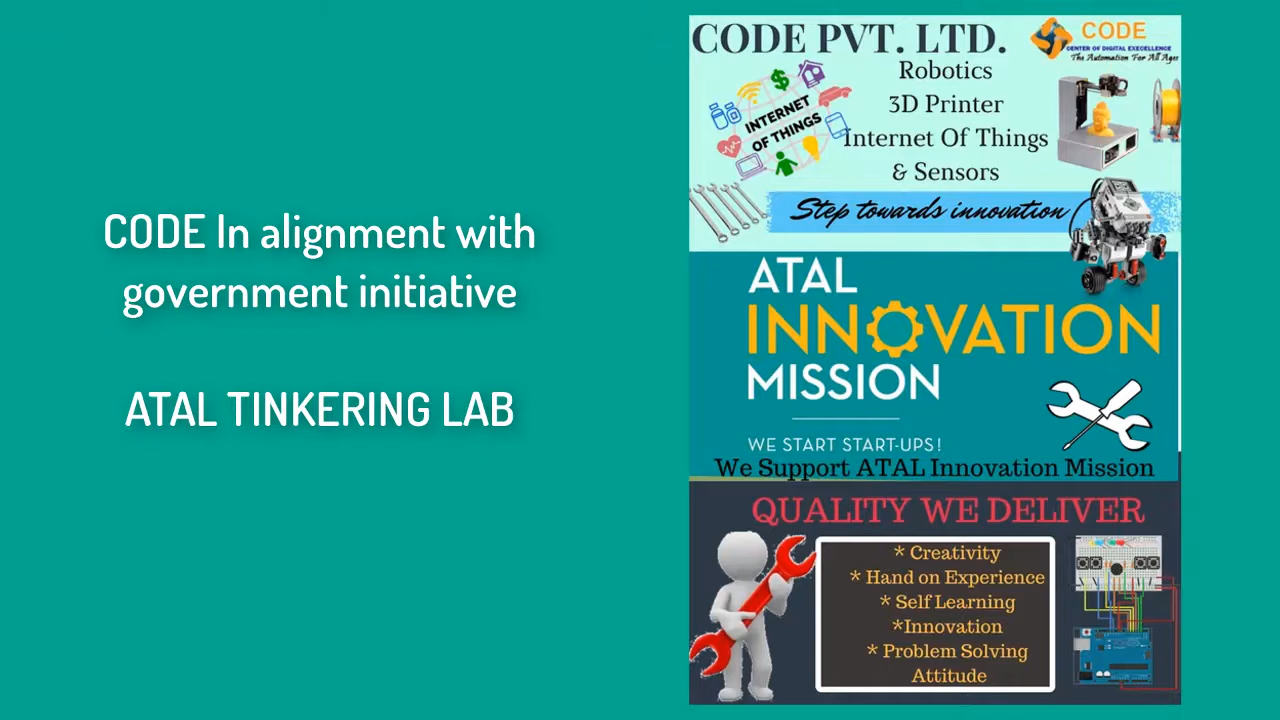 CODE In alignment with
government initiative
ATAL TINKERING LAB
CODE PVT. LTD.
CODE
CENTER OF DIGITAL EXECELLENCE
The Automation For All Ages
Robotics
3D Printer
Internet Of Things
& Sensors
INTERNET
OF THINGS
Step towards innovation
ATAL
INNOVATION
MISSION
WE START START-UPS!
We Support ATAL Innovation Mission
QUALITY WE DELIVER
* Creativity
* Hand on Experience
* Self Learning
*Innovation
* Problem Solving
Attitude